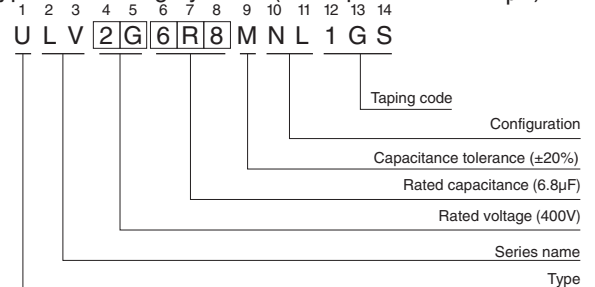 1 2 3 4 5 6 7 8 9 10 11 12 13 14
U L V 2 G 6 R 8 M N L 1 G S
Taping code
Configuration
Capacitance tolerance (±20%)
Rated capacitance (6.8µF)
Rated voltage (400V)
Series name
Type